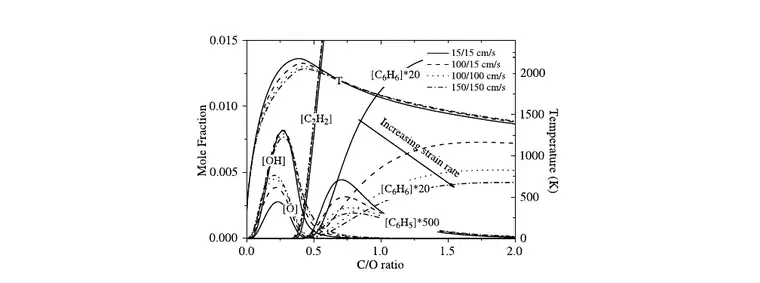 0.015
0.010
0.005
0.000
Mole Fraction
0.0
0.5
1.0
1.5
2.0
C/O ratio
2000
1500
1000
500
0
Temperature (K)
15/15 cm/s
100/15 cm/s
100/100 cm/s
150/150 cm/s
[C6H6]*20
T
[C2H2]
Increasing strain rate
[OH]
[C6H6]*20
[O]
[C6H5]*500